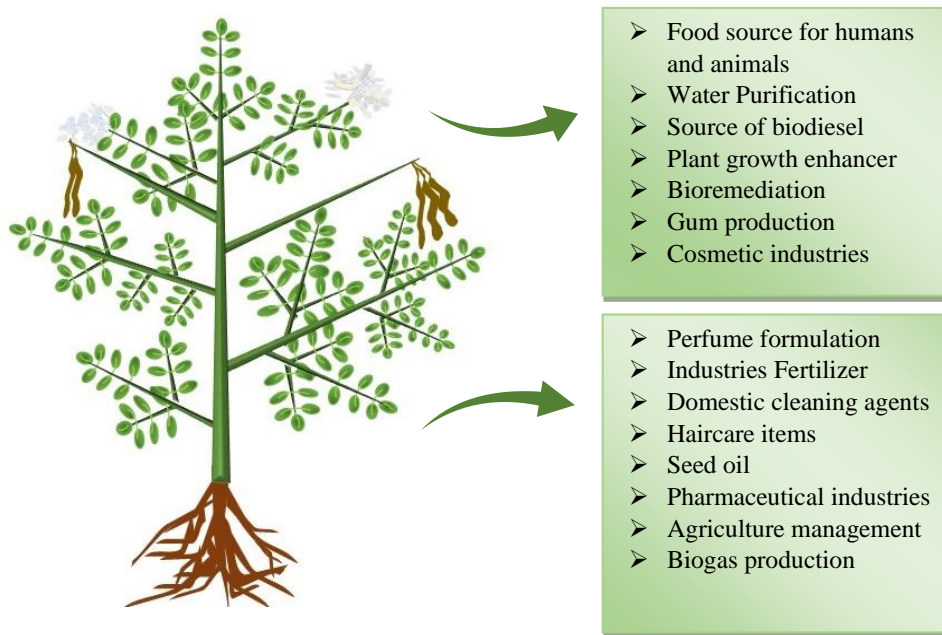 ➢ Food source for humans
and animals
➢ Water Purification
➢ Source of biodiesel
➢ Plant growth enhancer
➢ Bioremediation
➢ Gum production
➢ Cosmetic industries
➢ Perfume formulation
➢ Industries Fertilizer
➢ Domestic cleaning agents
➢ Haircare items
➢ Seed oil
➢ Pharmaceutical industries
➢ Agriculture management
➢ Biogas production